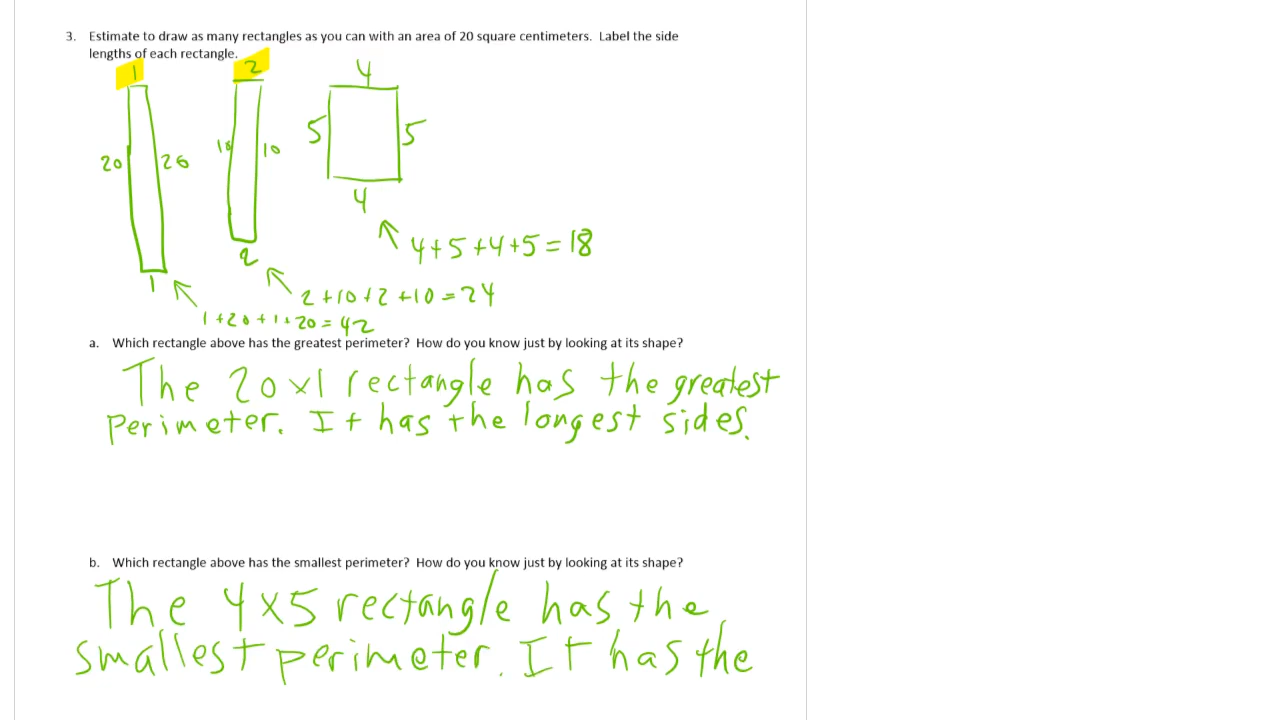 3. Estimate to draw as many rectangles as you can with an area of 20 square centimeters. Label the side
lengths of each rectangle.
1 2 4
20 20 10 10 5 5
1 2 4
4+5+4+5=18
2+10+2+10=24
1+20+1+20=42
a. Which rectangle above has the greatest perimeter? How do you know just by looking at its shape?
The 20x1 rectangle has the greatest
perimeter. It has the longest sides.
b. Which rectangle above has the smallest perimeter? How do you know just by looking at its shape?
The 4x5 rectangle has the
smallest perimeter. It has the